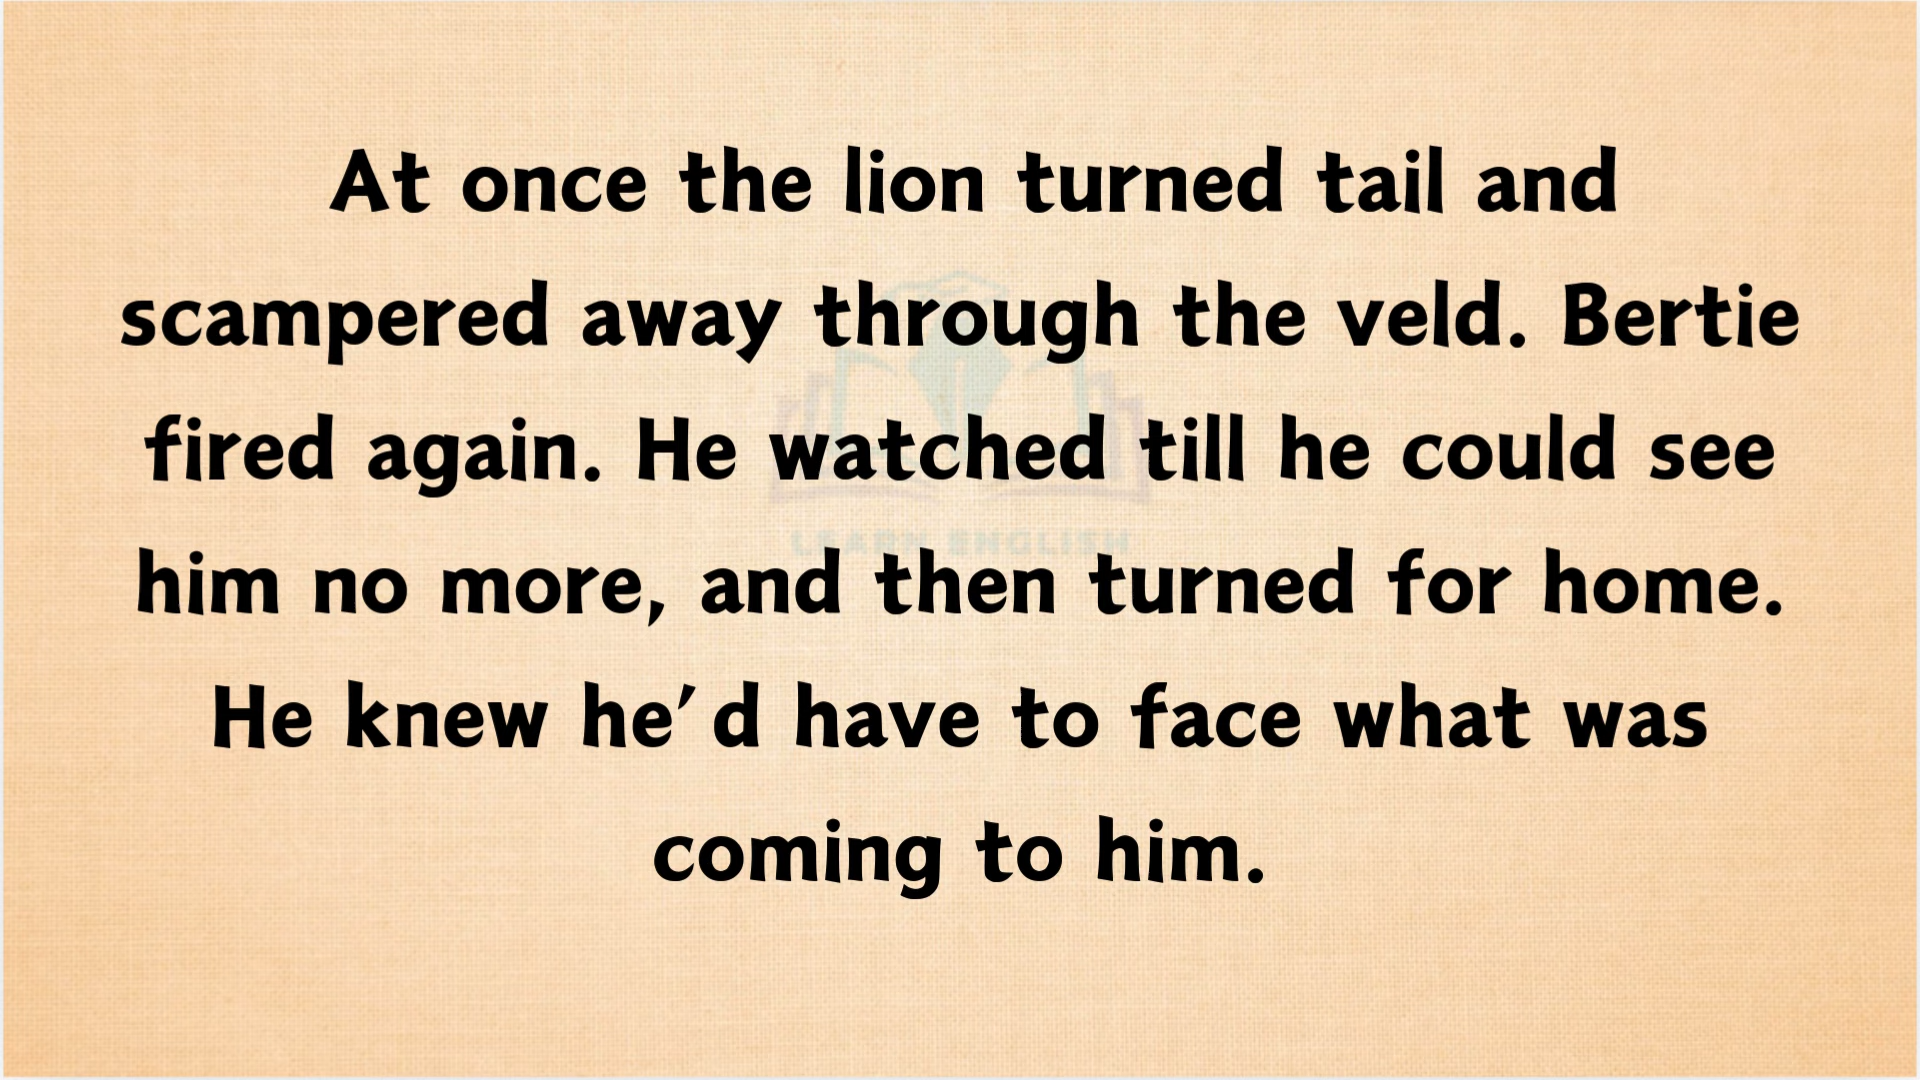 At once the lion turned tail and
scampered away through the veld. Bertie
fired again. He watched till he could see
him no more, and then turned for home.
He knew he’d have to face what was
coming to him.
LEARN ENGLISH